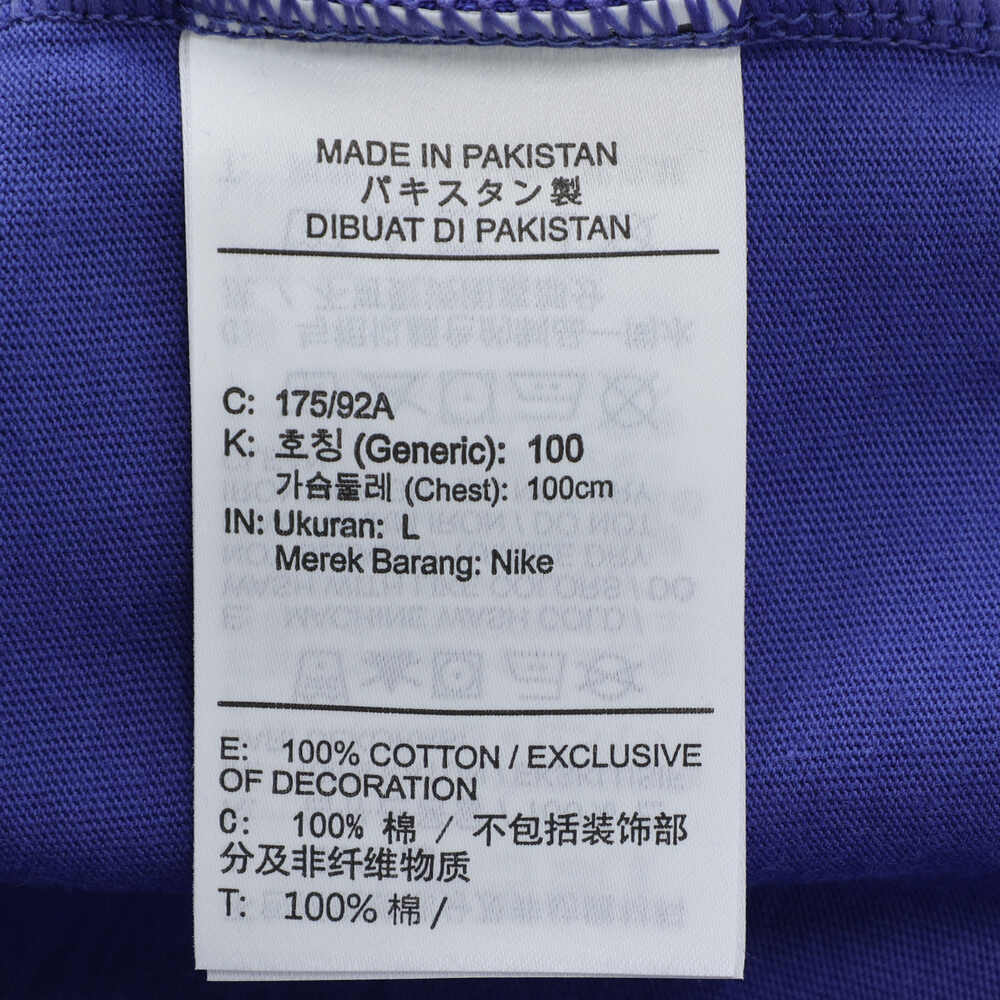 MADE IN PAKISTAN
パキスタン製
DIBUAT DI PAKISTAN
C: 175/92A
K: 호칭 (Generic): 100
가슴둘레 (Chest): 100cm
IN: Ukuran: L
Merek Barang: Nike
E: 100% COTTON / EXCLUSIVE
OF DECORATION
C: 100% 棉 / 不包括装饰部
分及非纤维物质
T: 100% 棉 /